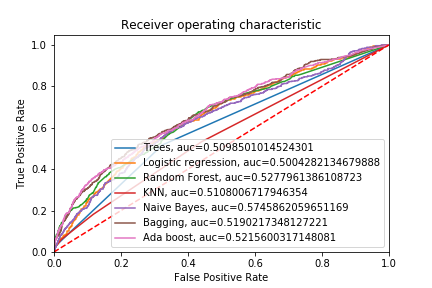 Receiver operating characteristic
1.0
0.8
0.6
0.4
0.2
0.0
True Positive Rate
Trees, auc=0.5098501014524301
Logistic regression, auc=0.5004282134679888
Random Forest, auc=0.5277961386108723
KNN, auc=0.5108006717946354
Naive Bayes, auc=0.5745862059651169
Bagging, auc=0.5190217348127221
Ada boost, auc=0.5215600317148081
0.0 0.2 0.4 0.6 0.8 1.0
False Positive Rate